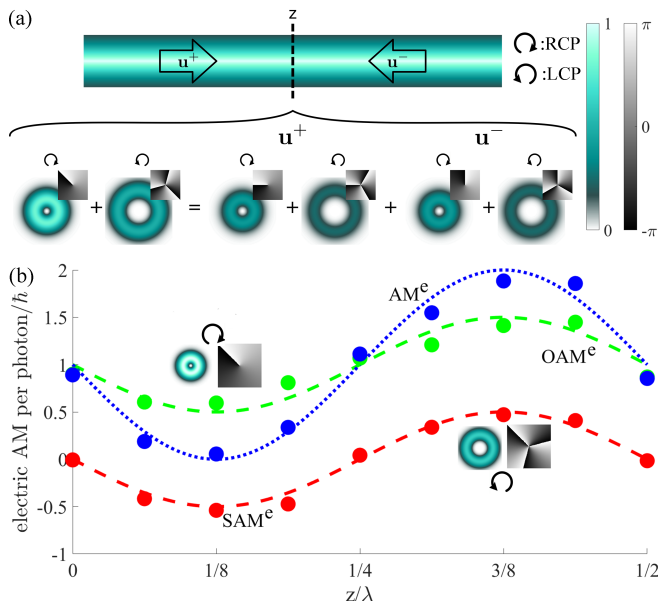 (a)
z
u⁺
u⁻
:RCP
:LCP
1
0
π
-π
u⁺
u⁻
+
=
+
+
+
(b)
electric AM per photon/ħ
2
1.5
1
0.5
0
-0.5
-1
AMᵉ
OAMᵉ
SAMᵉ
0
1/8
1/4
3/8
1/2
z/λ